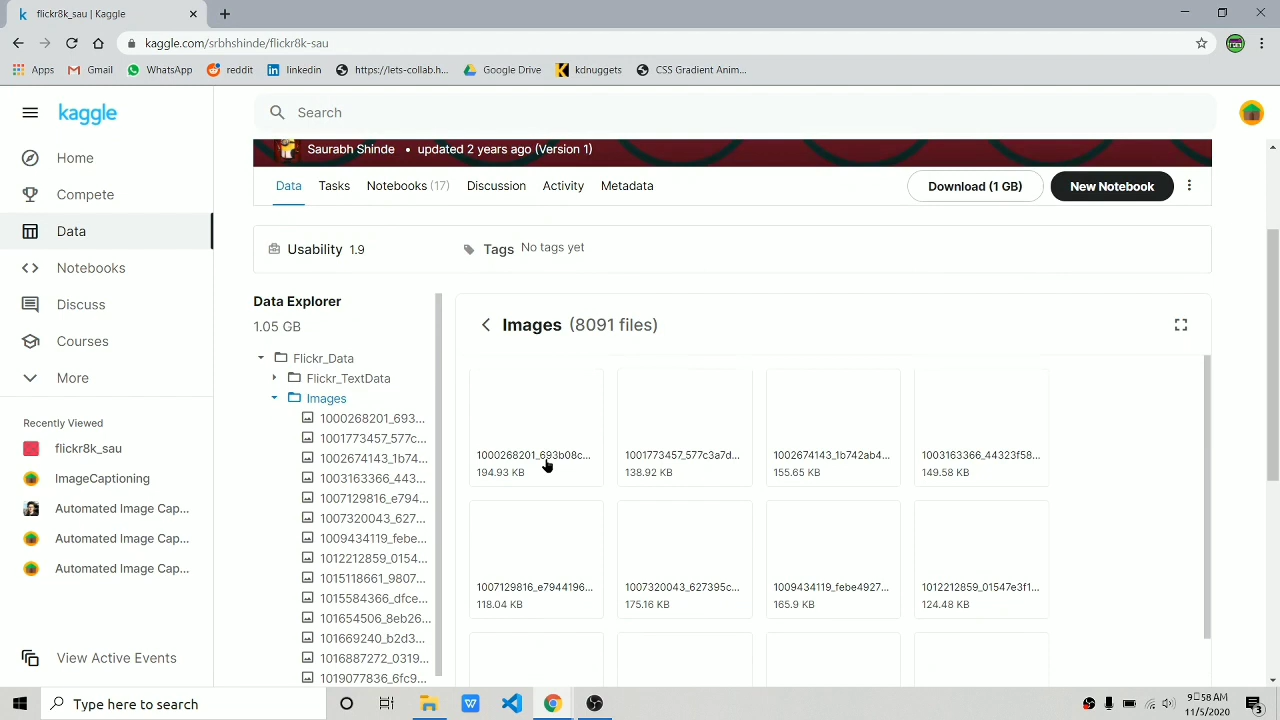 flickr8k_sau | Kaggle
kaggle.com/srbhshinde/flickr8k-sau
Apps
Gmail
WhatsApp
reddit
linkedin
https://lets-collab.h...
Google Drive
kdnuggets
CSS Gradient Anim...
kaggle
Search
Home
Compete
Data
Notebooks
Discuss
Courses
More
Recently Viewed
flickr8k_sau
ImageCaptioning
Automated Image Cap...
Automated Image Cap...
Automated Image Cap...
View Active Events
Saurabh Shinde • updated 2 years ago (Version 1)
Data
Tasks
Notebooks (17)
Discussion
Activity
Metadata
Download (1 GB)
New Notebook
Usability 1.9
Tags No tags yet
Data Explorer
1.05 GB
Flickr_Data
Flickr_TextData
Images
1000268201_693...
1001773457_577c...
1002674143_1b74...
1003163366_443...
1007129816_e794...
1007320043_627...
1009434119_febe...
1012212859_0154...
1015118661_9807...
1015584366_dfce...
101654506_8eb26...
101669240_b2d3...
1016887272_0319...
1019077836_6fc9...
Images (8091 files)
1000268201_693b08c...
194.93 KB
1001773457_577c3a7d...
138.92 KB
1002674143_1b742ab4...
155.65 KB
1003163366_44323f58...
149.58 KB
1007129816_e7944196...
118.04 KB
1007320043_627395c...
175.16 KB
1009434119_febe4927...
165.9 KB
1012212859_01547e3f1...
124.48 KB
Type here to search
9:58 AM
11/5/2020
3